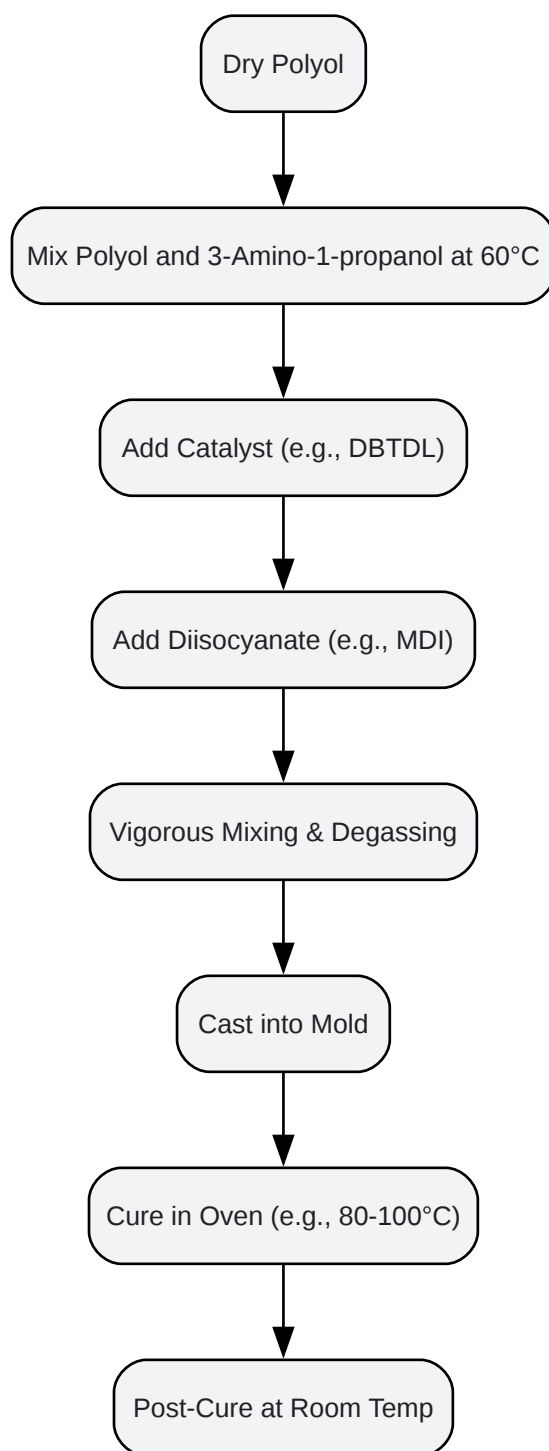 Dry Polyol
Mix Polyol and 3-Amino-1-propanol at 60°C
Add Catalyst (e.g., DBTDL)
Add Diisocyanate (e.g., MDI)
Vigorous Mixing & Degassing
Cast into Mold
Cure in Oven (e.g., 80-100°C)
Post-Cure at Room Temp